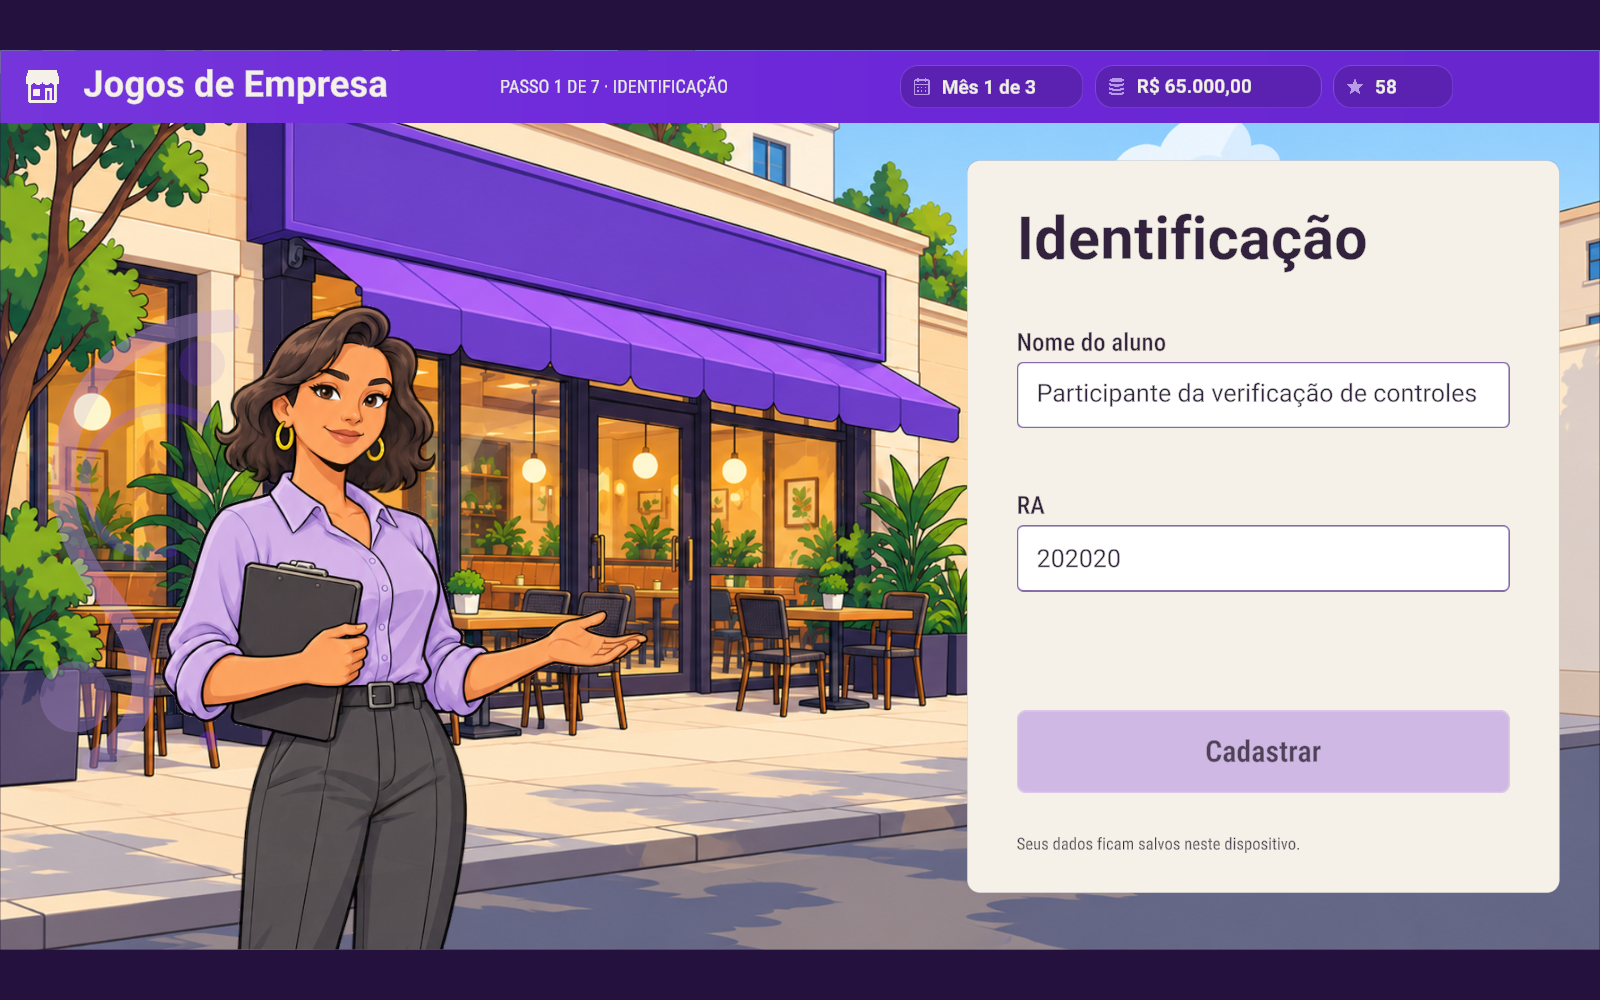 Jogos de Empresa
PASSO 1 DE 7 · IDENTIFICAÇÃO
Mês 1 de 3
R$ 65.000,00
58
Identificação
Nome do aluno
Participante da verificação de controles
RA
202020
Cadastrar
Seus dados ficam salvos neste dispositivo.